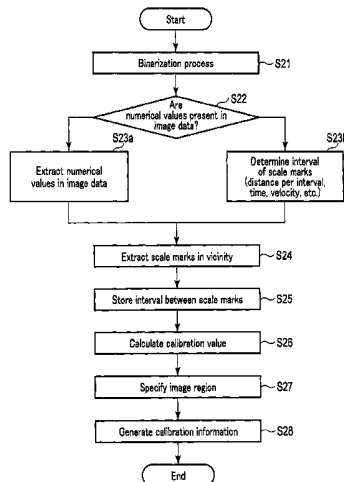 Start
Binarization process
S21
Are
numerical values present in
image data?
S22
S23a
Extract numerical
values in image data
S23b
Determine interval
of scale marks
(distance per interval,
time, velocity, etc.)
Extract scale marks in vicinity
S24
Store interval between scale marks
S25
Calculate calibration value
S26
Specify image region
S27
Generate calibration information
S28
End